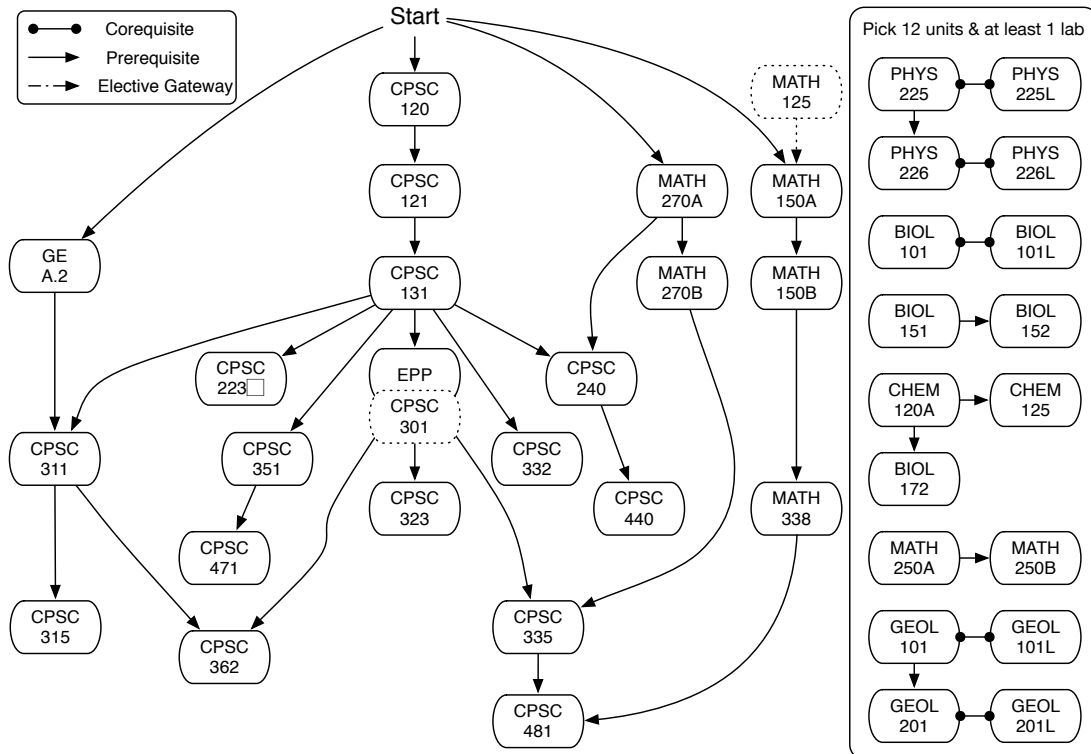 Start
Corequisite
Prerequisite
Elective Gateway
CPSC
120
MATH
125
CPSC
121
MATH
270A
MATH
150A
GE
A.2
CPSC
131
MATH
270B
MATH
150B
CPSC
223
EPP
CPSC
301
CPSC
240
CPSC
311
CPSC
351
CPSC
332
CPSC
323
CPSC
440
MATH
338
CPSC
471
CPSC
315
CPSC
362
CPSC
335
CPSC
481
Pick 12 units & at least 1 lab
PHYS
225
PHYS
225L
PHYS
226
PHYS
226L
BIOL
101
BIOL
101L
BIOL
151
BIOL
152
CHEM
120A
CHEM
125
BIOL
172
MATH
250A
MATH
250B
GEOL
101
GEOL
101L
GEOL
201
GEOL
201L